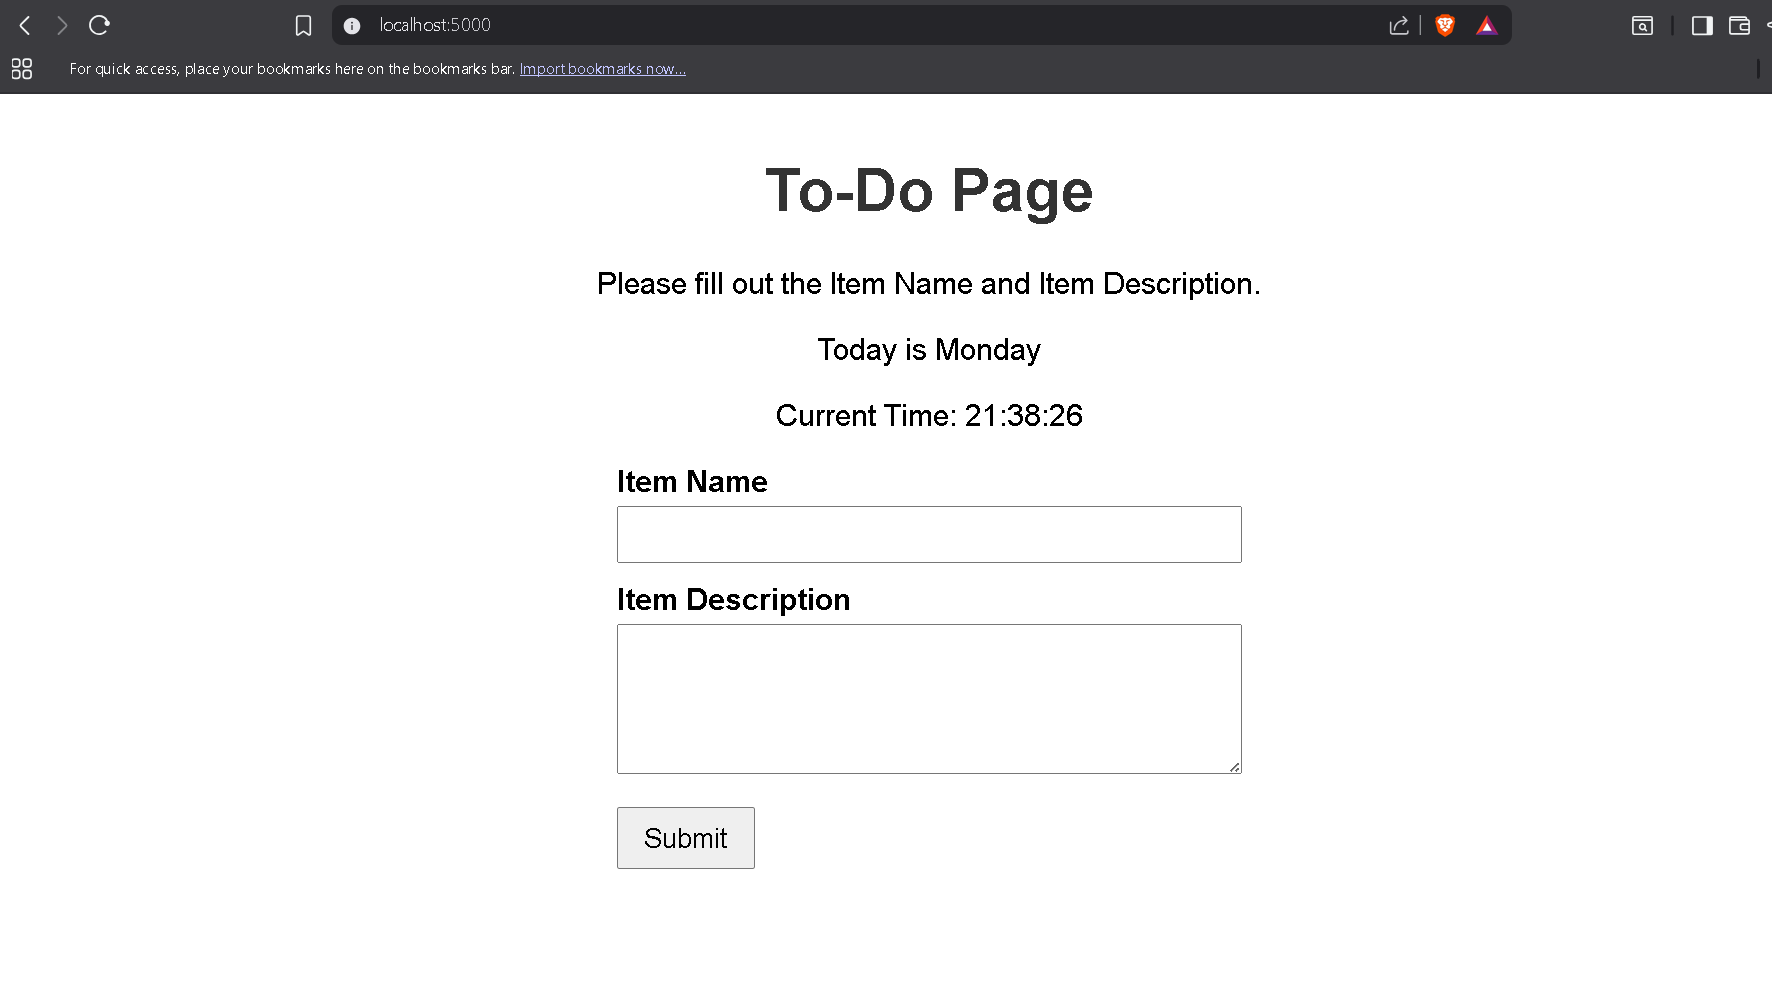 localhost:5000
For quick access, place your bookmarks here on the bookmarks bar. Import bookmarks now...
To-Do Page
Please fill out the Item Name and Item Description.
Today is Monday
Current Time: 21:38:26
Item Name
Item Description
Submit